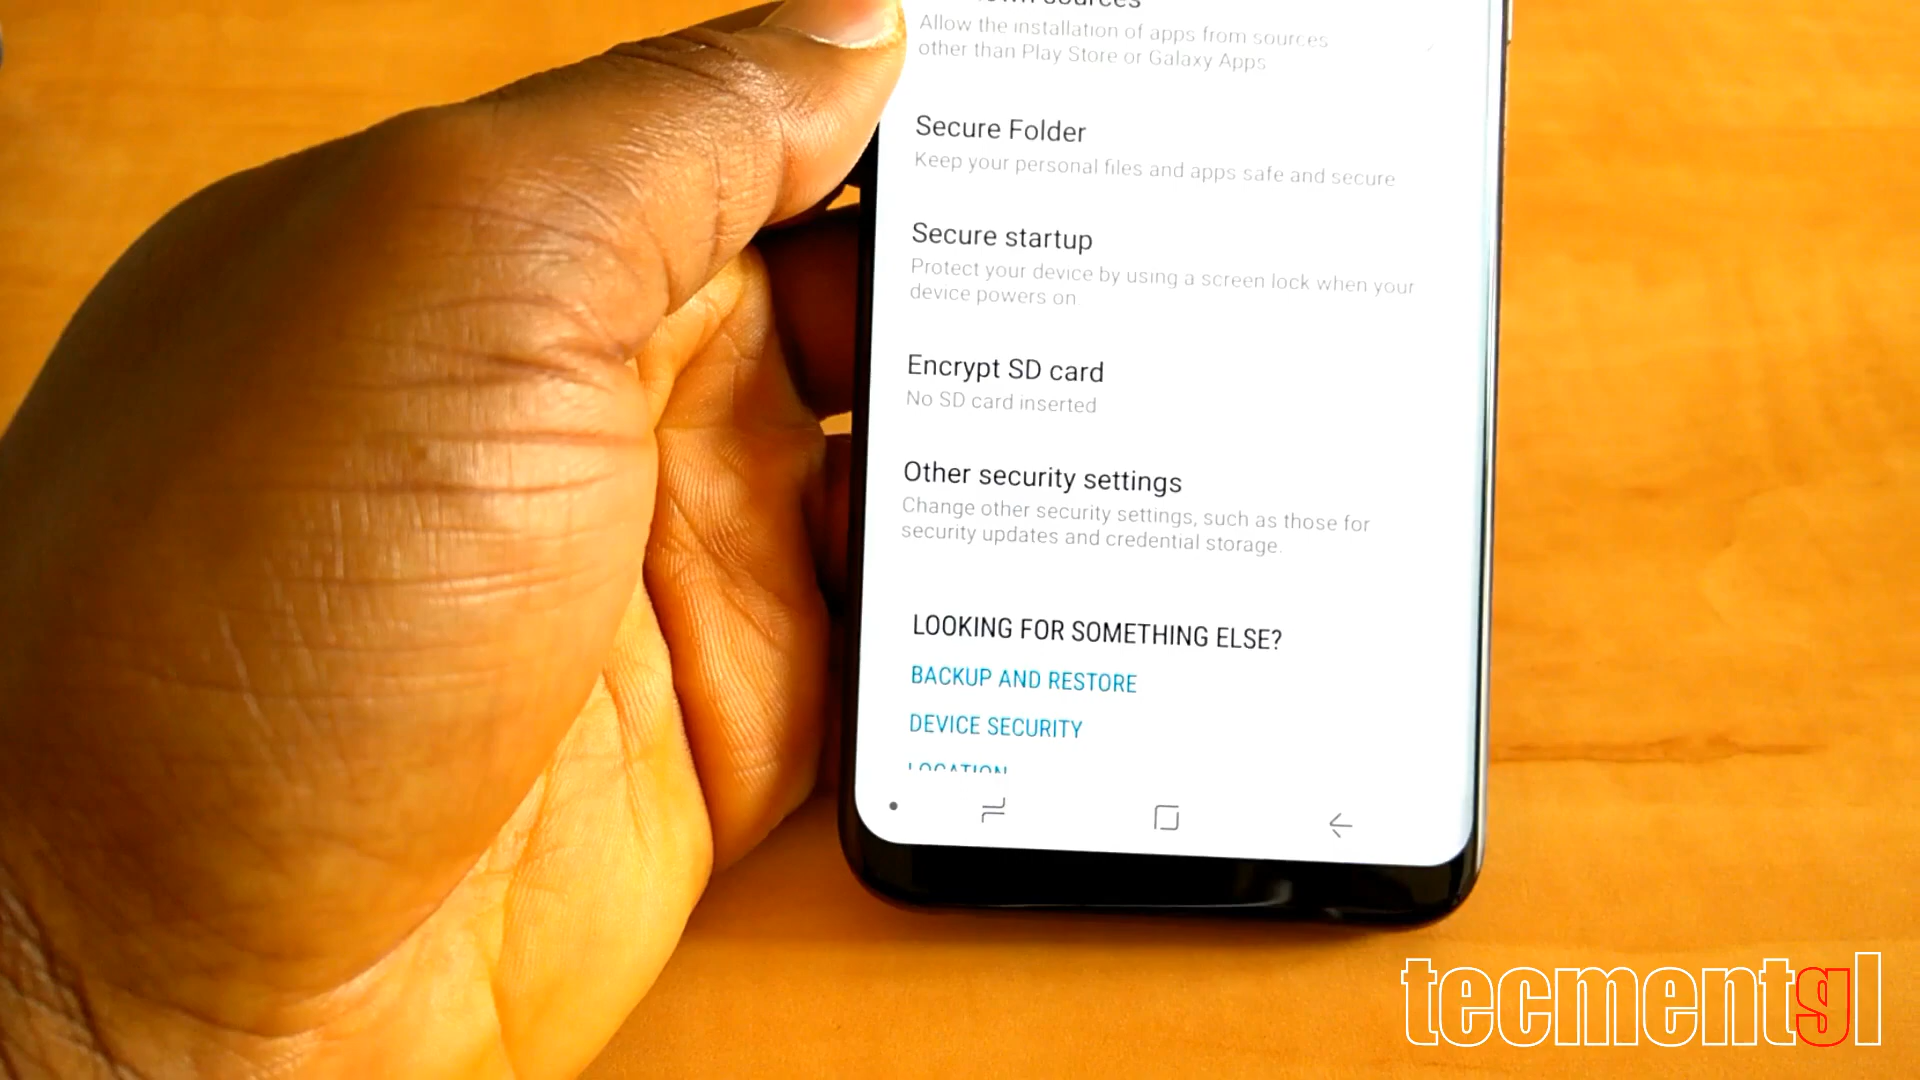 sources
Allow the installation of apps from sources
other than Play Store or Galaxy Apps
Secure Folder
Keep your personal files and apps safe and secure
Secure startup
Protect your device by using a screen lock when your
device powers on
Encrypt SD card
No SD card inserted
Other security settings
Change other security settings, such as those for
security updates and credential storage.
LOOKING FOR SOMETHING ELSE?
BACKUP AND RESTORE
DEVICE SECURITY
LOCATION
tecmentgl